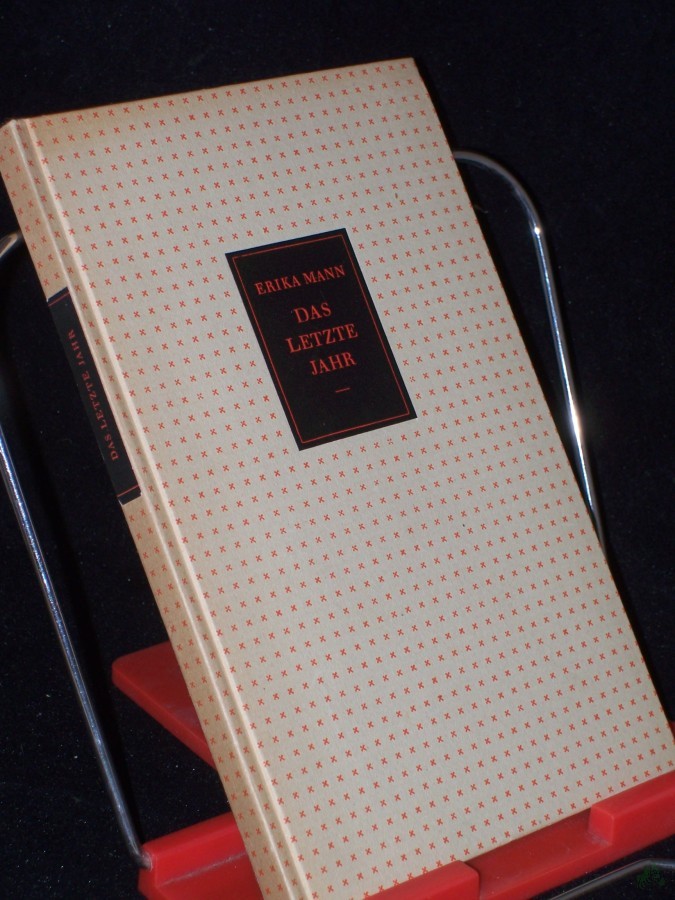 ERIKA MANN
DAS
LETZTE
JAHR
DAS LETZTE JAHR